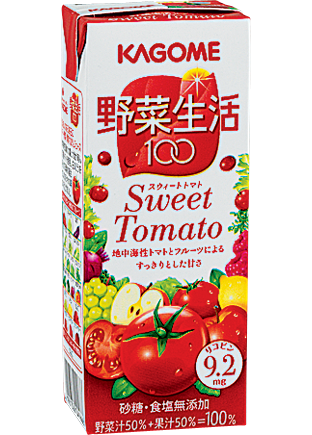 KAGOME
野菜生活
100
スウィートトマト
Sweet
Tomato
地中海性トマトとフルーツによる
すっきりとした甘さ
リコピン
9.2
mg
砂糖・食塩無添加
野菜汁50%+果汁50%=100%